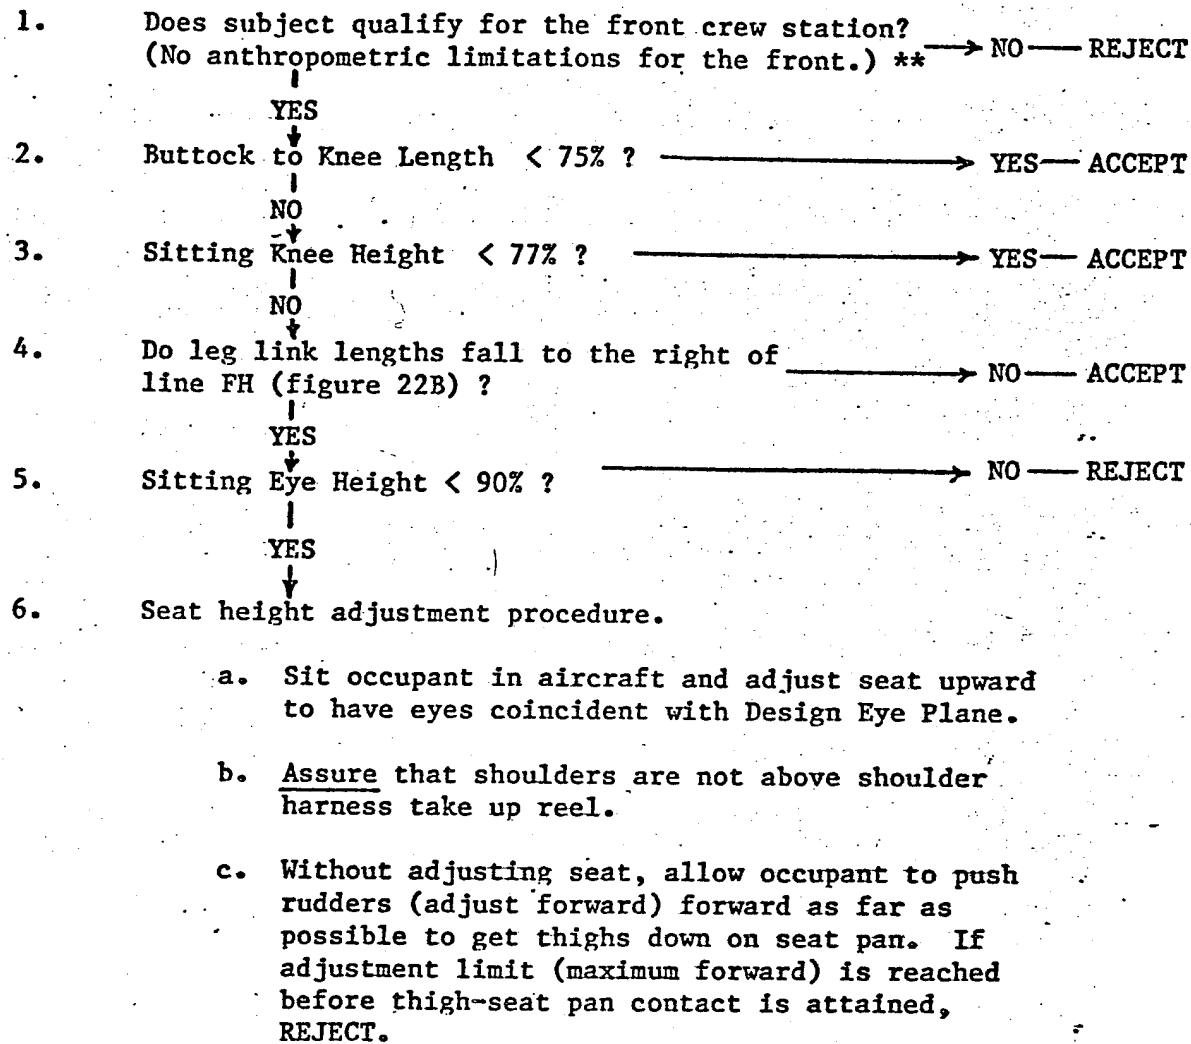 1. Does subject qualify for the front crew station?
(No anthropometric limitations for the front.) ** NO REJECT
YES
2. Buttock to Knee Length < 75% ? YES ACCEPT
NO
3. Sitting Knee Height < 77% ? YES ACCEPT
NO
4. Do leg link lengths fall to the right of
line FH (figure 22B) ? NO ACCEPT
YES
5. Sitting Eye Height < 90% ? NO REJECT
YES
6. Seat height adjustment procedure.
a. Sit occupant in aircraft and adjust seat upward
to have eyes coincident with Design Eye Plane.
b. Assure that shoulders are not above shoulder
harness take up reel.
c. Without adjusting seat, allow occupant to push
rudders (adjust forward) forward as far as
possible to get thighs down on seat pan. If
adjustment limit (maximum forward) is reached
before thigh-seat pan contact is attained,
REJECT.